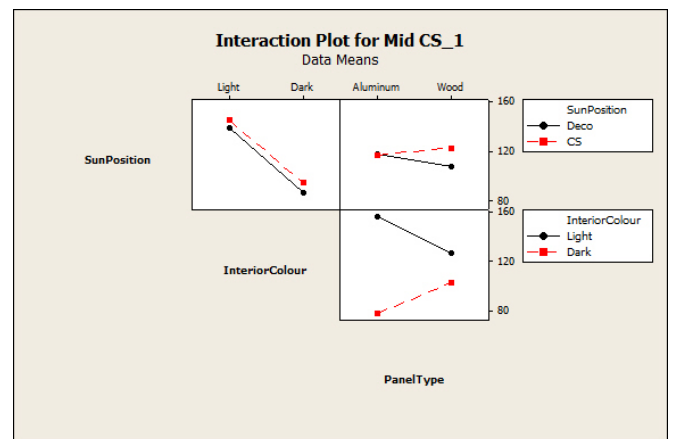 Interaction Plot for Mid CS_1
Data Means
Light Dark Aluminum Wood
SunPosition
160
120
80
SunPosition
Deco
CS
InteriorColour
160
120
80
InteriorColour
Light
Dark
PanelType